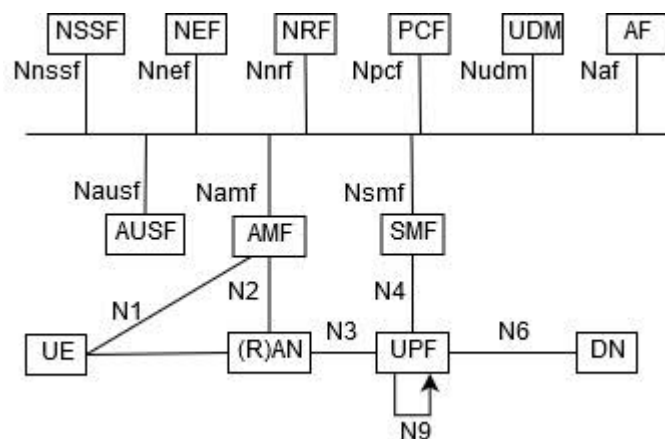 NSSF NEF NRF PCF UDM AF
Nnssf Nnef Nnrf Npcf Nudm Naf
Nausf Namf Nsmf
AUSF AMF SMF
N1 N2 N4
UE (R)AN N3 UPF N6 DN
N9